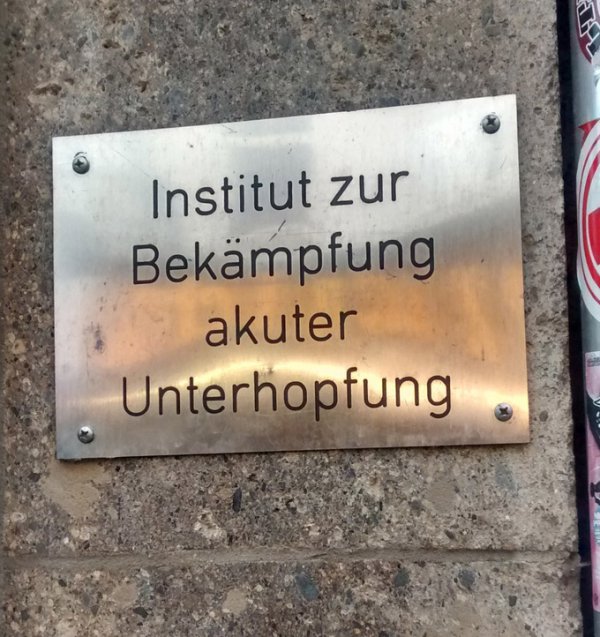 Institut zur
Bekämpfung
akuter
Unterhopfung